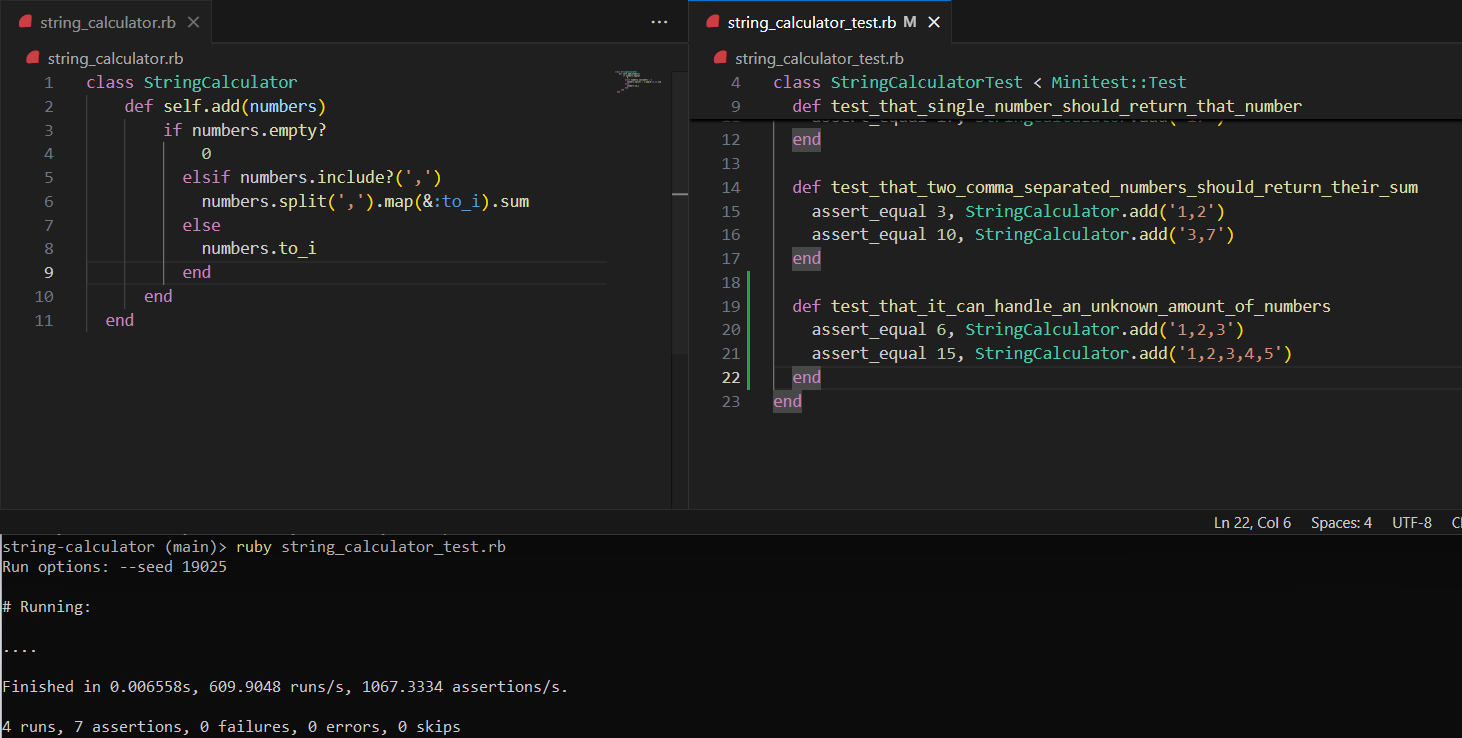 string_calculator.rb
string_calculator.rb
1 class StringCalculator
2 def self.add(numbers)
3 if numbers.empty?
4 0
5 elsif numbers.include?(',')
6 numbers.split(',').map(&:to_i).sum
7 else
8 numbers.to_i
9 end
10 end
11 end
string_calculator_test.rb M
string_calculator_test.rb
4 class StringCalculatorTest < Minitest::Test
9 def test_that_single_number_should_return_that_number
12 end
13
14 def test_that_two_comma_separated_numbers_should_return_their_sum
15 assert_equal 3, StringCalculator.add('1,2')
16 assert_equal 10, StringCalculator.add('3,7')
17 end
18
19 def test_that_it_can_handle_an_unknown_amount_of_numbers
20 assert_equal 6, StringCalculator.add('1,2,3')
21 assert_equal 15, StringCalculator.add('1,2,3,4,5')
22 end
23 end
Ln 22, Col 6 Spaces: 4 UTF-8
string-calculator (main)> ruby string_calculator_test.rb
Run options: --seed 19025
# Running:
....
Finished in 0.006558s, 609.9048 runs/s, 1067.3334 assertions/s.
4 runs, 7 assertions, 0 failures, 0 errors, 0 skips